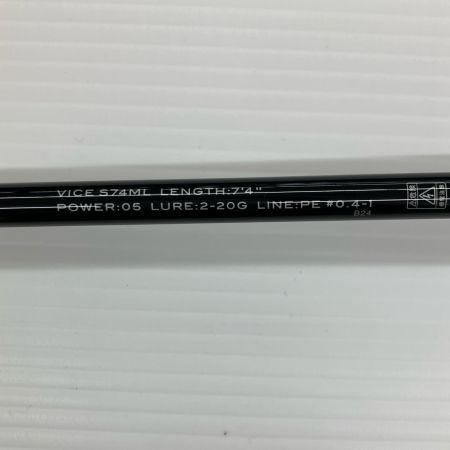 VICE S74ML LENGTH:7'4"
POWER:05 LURE:2-20G LINE:PE #0.4-1
B24